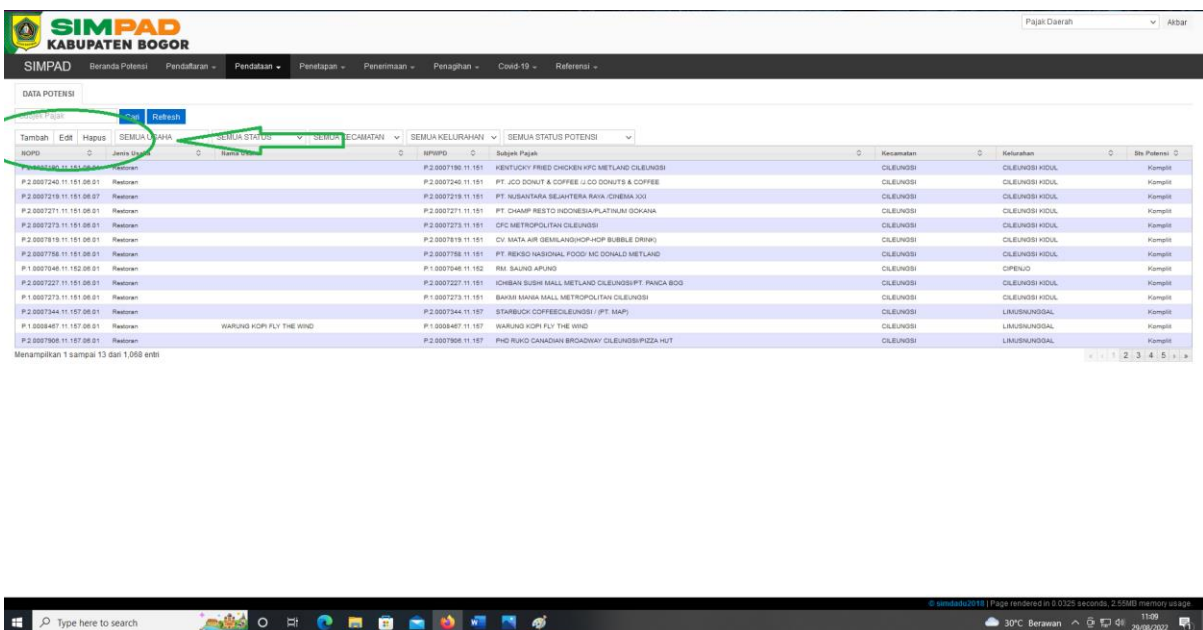 SIMPAD
KABUPATEN BOGOR
Pajak Daerah Akbar
SIMPAD Beranda Potensi Pendaftaran Pendataan Penetapan Penerimaan Penagihan Covid-19 Referensi
DATA POTENSI
Subjek Pajak Cari Refresh
Tambah Edit Hapus SEMUA USAHA SEMUA STATUS SEMUA KECAMATAN SEMUA KELURAHAN SEMUA STATUS POTENSI
NOPD Jenis Usaha Nama Usaha NPWPD Subjek Pajak Kecamatan Kelurahan Sts Potensi
P.2.0007190.11.151.06.01 Restoran P.2.0007190.11.151 KENTUCKY FRIED CHICKEN KFC METLAND CILEUNGSI CILEUNGSI CILEUNGSI KIDUL Komplit
P.2.0007240.11.151.06.01 Restoran P.2.0007240.11.151 PT. JCO DONUT & COFFEE /J.CO DONUTS & COFFEE CILEUNGSI CILEUNGSI KIDUL Komplit
P.2.0007219.11.151.06.07 Restoran P.2.0007219.11.151 PT. NUSANTARA SEJAHTERA RAYA /CINEMA XXI CILEUNGSI CILEUNGSI KIDUL Komplit
P.2.0007271.11.151.06.01 Restoran P.2.0007271.11.151 PT. CHAMP RESTO INDONESIA/PLATINUM GOKANA CILEUNGSI CILEUNGSI KIDUL Komplit
P.2.0007273.11.151.06.01 Restoran P.2.0007273.11.151 CFC METROPOLITAN CILEUNGSI CILEUNGSI CILEUNGSI KIDUL Komplit
P.2.0007819.11.151.06.01 Restoran P.2.0007819.11.151 CV. MATA AIR GEMILANG(HOP-HOP BUBBLE DRINK) CILEUNGSI CILEUNGSI KIDUL Komplit
P.2.0007758.11.151.06.01 Restoran P.2.0007758.11.151 PT. REKSO NASIONAL FOOD/ MC DONALD METLAND CILEUNGSI CILEUNGSI KIDUL Komplit
P.1.0007046.11.152.06.01 Restoran P.1.0007046.11.152 RM. SAUNG APUNG CILEUNGSI CIPENJO Komplit
P.2.0007227.11.151.06.01 Restoran P.2.0007227.11.151 ICHIBAN SUSHI MALL METLAND CILEUNGSI/PT. PANCA BOG CILEUNGSI CILEUNGSI KIDUL Komplit
P.1.0007273.11.151.06.01 Restoran P.1.0007273.11.151 BAKMI MANIA MALL METROPOLITAN CILEUNGSI CILEUNGSI CILEUNGSI KIDUL Komplit
P.2.0007344.11.157.06.01 Restoran P.2.0007344.11.157 STARBUCK COFFEECILEUNGSI / (PT. MAP) CILEUNGSI LIMUSNUNGGAL Komplit
P.1.0008467.11.157.06.01 Restoran WARUNG KOPI FLY THE WIND P.1.0008467.11.157 WARUNG KOPI FLY THE WIND CILEUNGSI LIMUSNUNGGAL Komplit
P.2.0007906.11.157.06.01 Restoran P.2.0007906.11.157 PHD RUKO CANADIAN BROADWAY CILEUNGSI/PIZZA HUT CILEUNGSI LIMUSNUNGGAL Komplit
Menampilkan 1 sampai 13 dari 1,068 entri 1 2 3 4 5
© simdadu2018 | Page rendered in 0.0325 seconds, 2.55MB memory usage.
Type here to search 30°C Berawan 11:09
29/08/2022